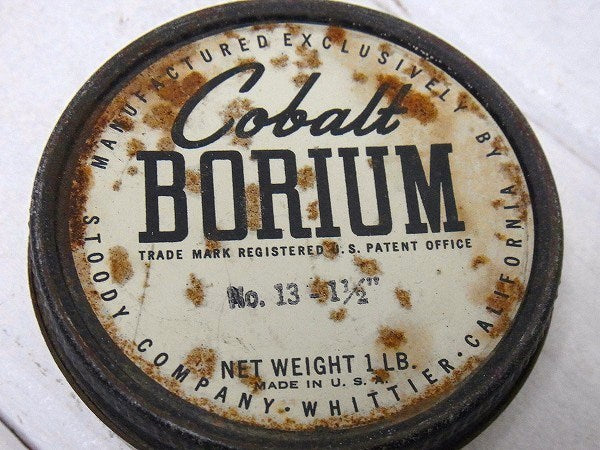 MANUFACTURED EXCLUSIVELY BY
Cobalt
BORIUM
TRADE MARK REGISTERED U.S. PATENT OFFICE
No. 13 - 1½"
NET WEIGHT 1 LB.
MADE IN U.S.A.
STOODY COMPANY · WHITTIER · CALIFORNIA